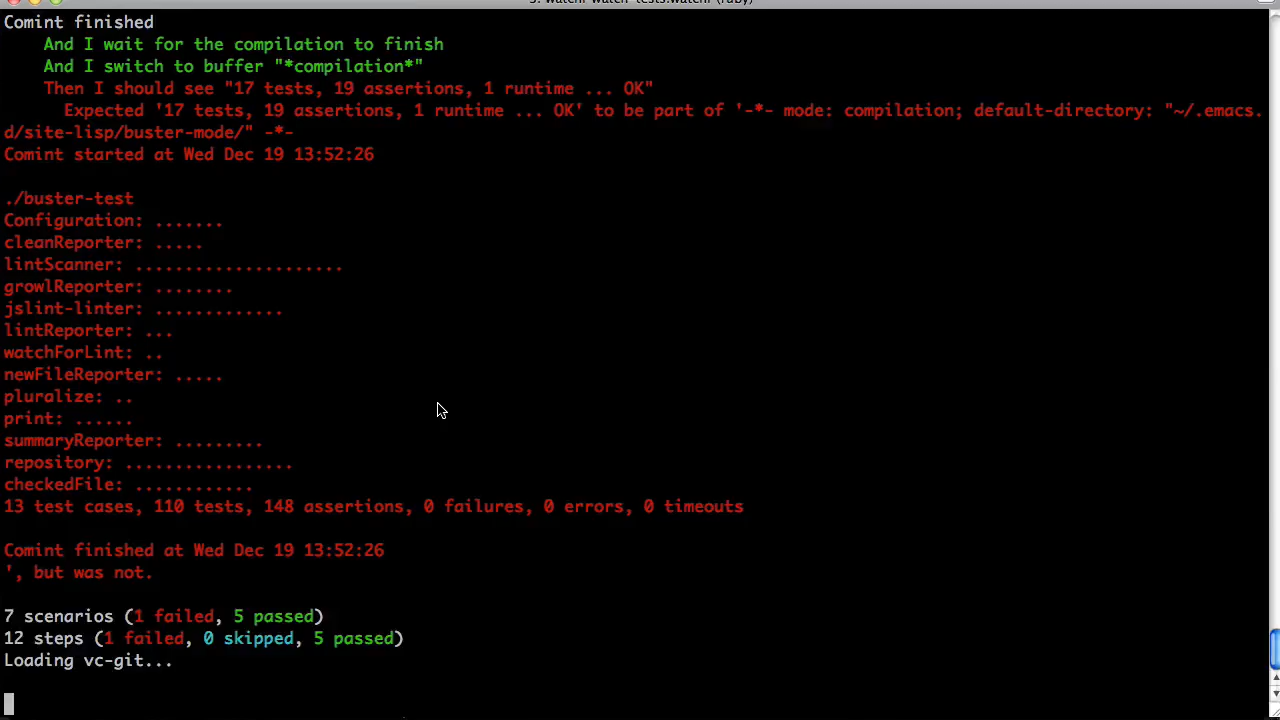 Comint finished
And I wait for the compilation to finish
And I switch to buffer "*compilation*"
Then I should see "17 tests, 19 assertions, 1 runtime ... OK"
Expected '17 tests, 19 assertions, 1 runtime ... OK' to be part of '-*- mode: compilation; default-directory: "~/.emacs.
d/site-lisp/buster-mode/" -*-
Comint started at Wed Dec 19 13:52:26
./buster-test
Configuration: .......
cleanReporter: .....
lintScanner: .....................
growlReporter: ........
jslint-linter: .............
lintReporter: ...
watchForLint: ..
newFileReporter: .....
pluralize: ..
print: ......
summaryReporter: .........
repository: .................
checkedFile: ............
13 test cases, 110 tests, 148 assertions, 0 failures, 0 errors, 0 timeouts
Comint finished at Wed Dec 19 13:52:26
', but was not.
7 scenarios (1 failed, 5 passed)
12 steps (1 failed, 0 skipped, 5 passed)
Loading vc-git...